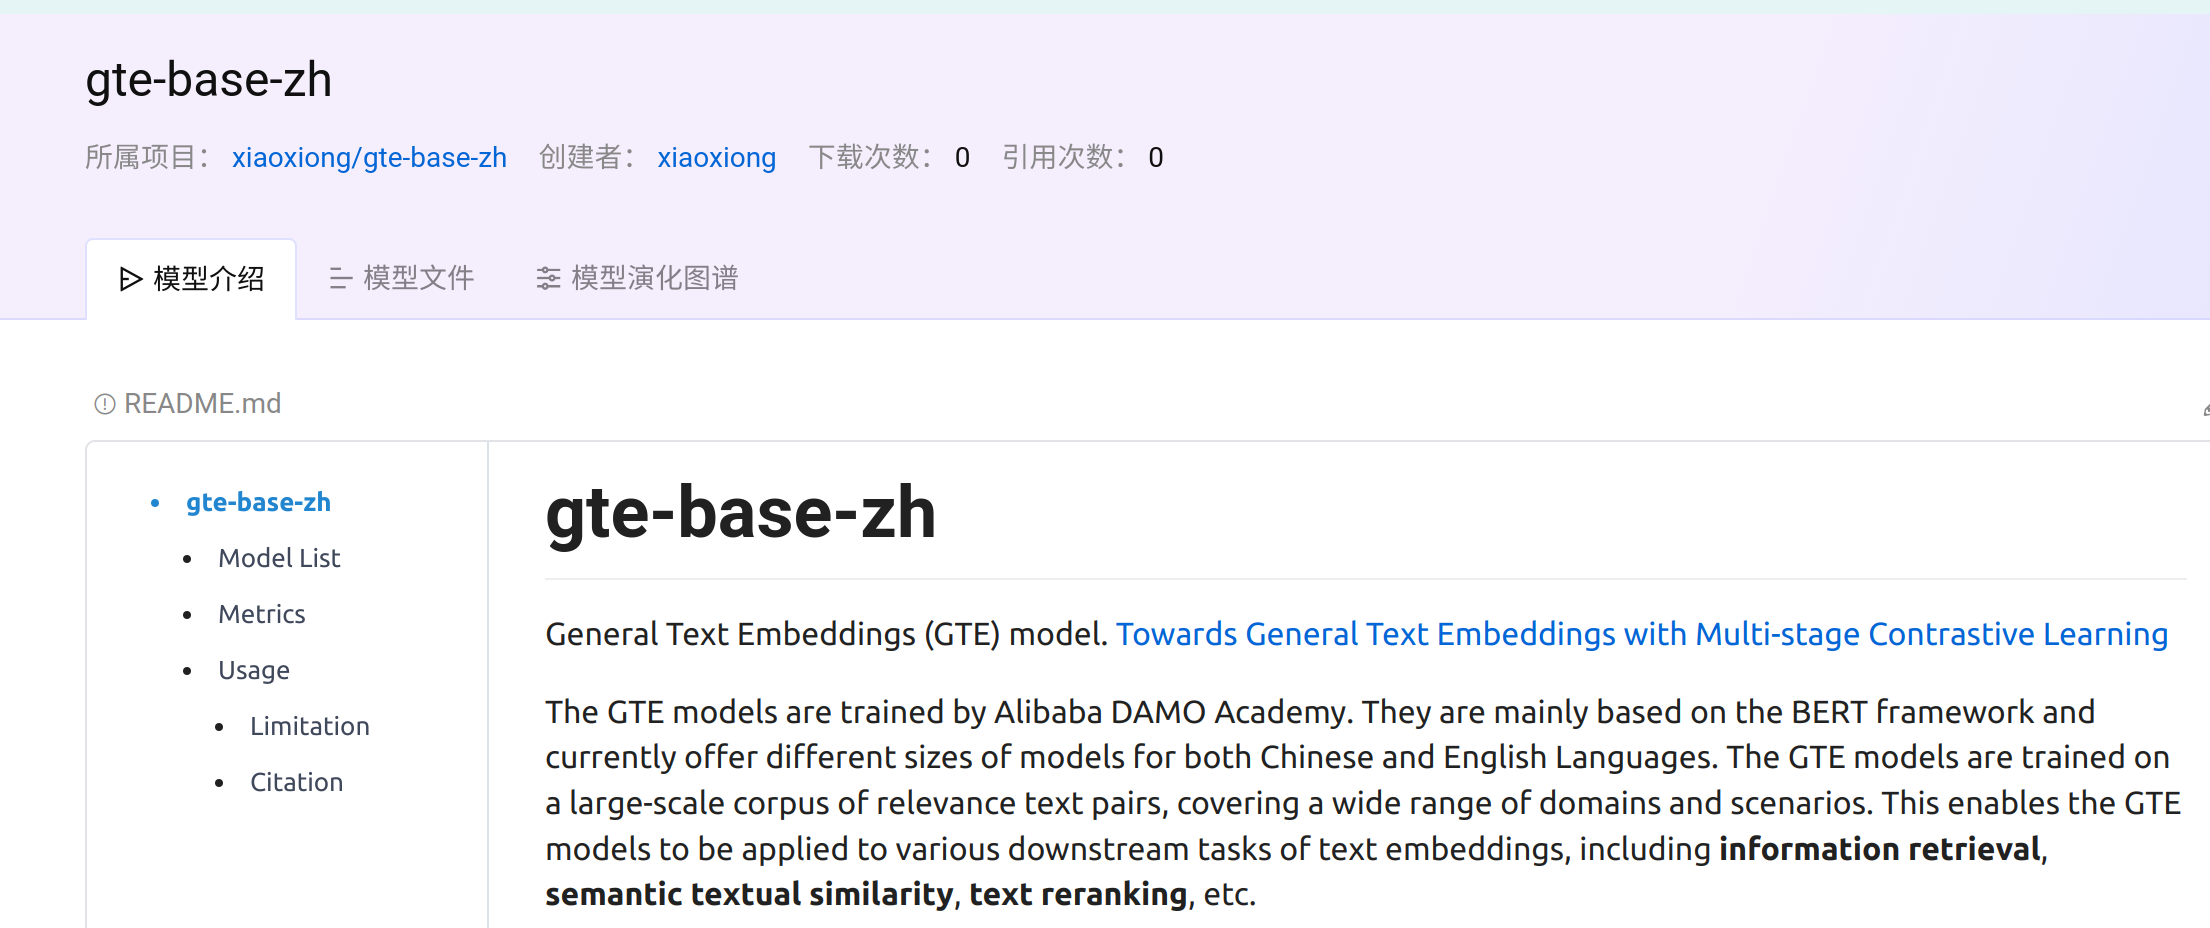 gte-base-zh
所属项目： xiaoxiong/gte-base-zh 创建者： xiaoxiong 下载次数： 0 引用次数： 0
模型介绍 模型文件 模型演化图谱
README.md
gte-base-zh
Model List
Metrics
Usage
Limitation
Citation
gte-base-zh
General Text Embeddings (GTE) model. Towards General Text Embeddings with Multi-stage Contrastive Learning
The GTE models are trained by Alibaba DAMO Academy. They are mainly based on the BERT framework and
currently offer different sizes of models for both Chinese and English Languages. The GTE models are trained on
a large-scale corpus of relevance text pairs, covering a wide range of domains and scenarios. This enables the GTE
models to be applied to various downstream tasks of text embeddings, including information retrieval,
semantic textual similarity, text reranking, etc.